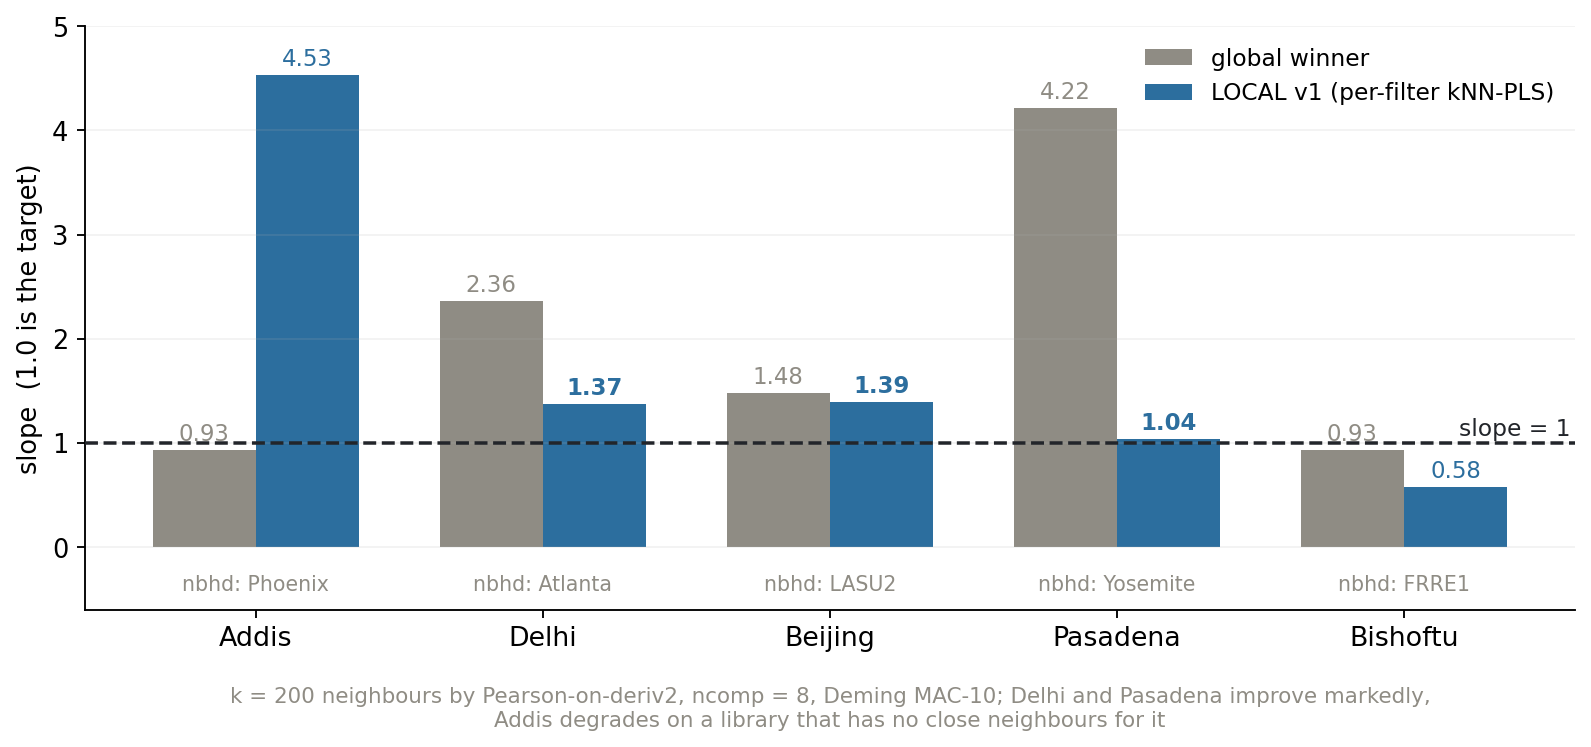 global winner
LOCAL v1 (per-filter kNN-PLS)
slope (1.0 is the target)
5
4
3
2
1
0
0.93
4.53
2.36
1.37
1.48
1.39
4.22
1.04
0.93
0.58
slope = 1
nbhd: Phoenix
nbhd: Atlanta
nbhd: LASU2
nbhd: Yosemite
nbhd: FRRE1
Addis
Delhi
Beijing
Pasadena
Bishoftu
k = 200 neighbours by Pearson-on-deriv2, ncomp = 8, Deming MAC-10; Delhi and Pasadena improve markedly,
Addis degrades on a library that has no close neighbours for it